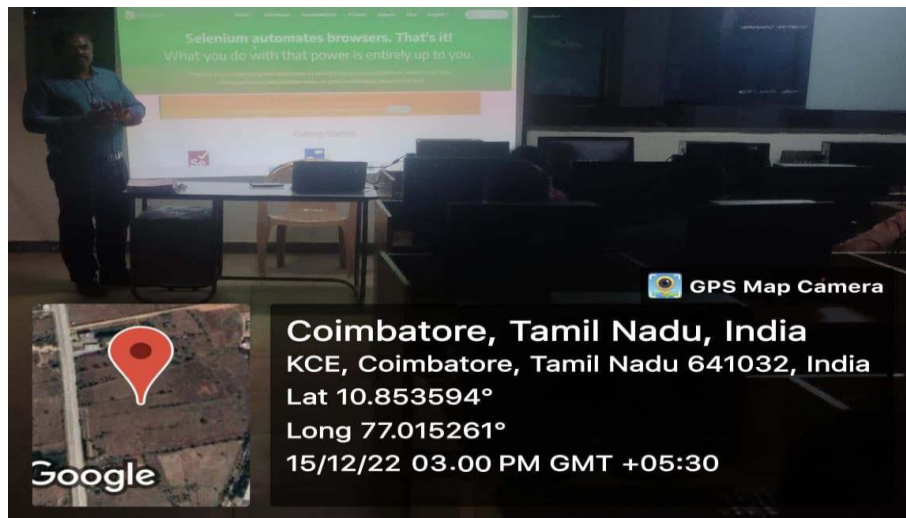 Selenium automates browsers. That's it!
What you do with that power is entirely up to you.
Getting Started
Se
GPS Map Camera
Coimbatore, Tamil Nadu, India
KCE, Coimbatore, Tamil Nadu 641032, India
Lat 10.853594°
Long 77.015261°
15/12/22 03.00 PM GMT +05:30
Google